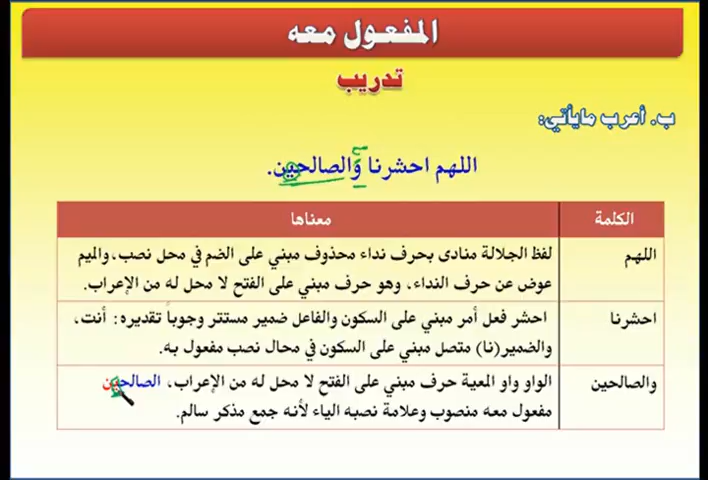 المفعول معه
تدريب
ب. أعرب مايأتي:
اللهم احشرنا والصالحين.
الكلمة معناها
اللهم لفظ الجلالة منادى بحرف نداء محذوف مبني على الضم في محل نصب، والميم
عوض عن حرف النداء، وهو حرف مبني على الفتح لا محل له من الإعراب.
احشرنا احشر فعل أمر مبني على السكون والفاعل ضمير مستتر وجوباً تقديره: أنت،
والضمير(نا) متصل مبني على السكون في محال نصب مفعول به.
والصالحين الواو واو المعية حرف مبني على الفتح لا محل له من الإعراب، الصالحين
مفعول معه منصوب وعلامة نصبه الياء لأنه جمع مذكر سالم.